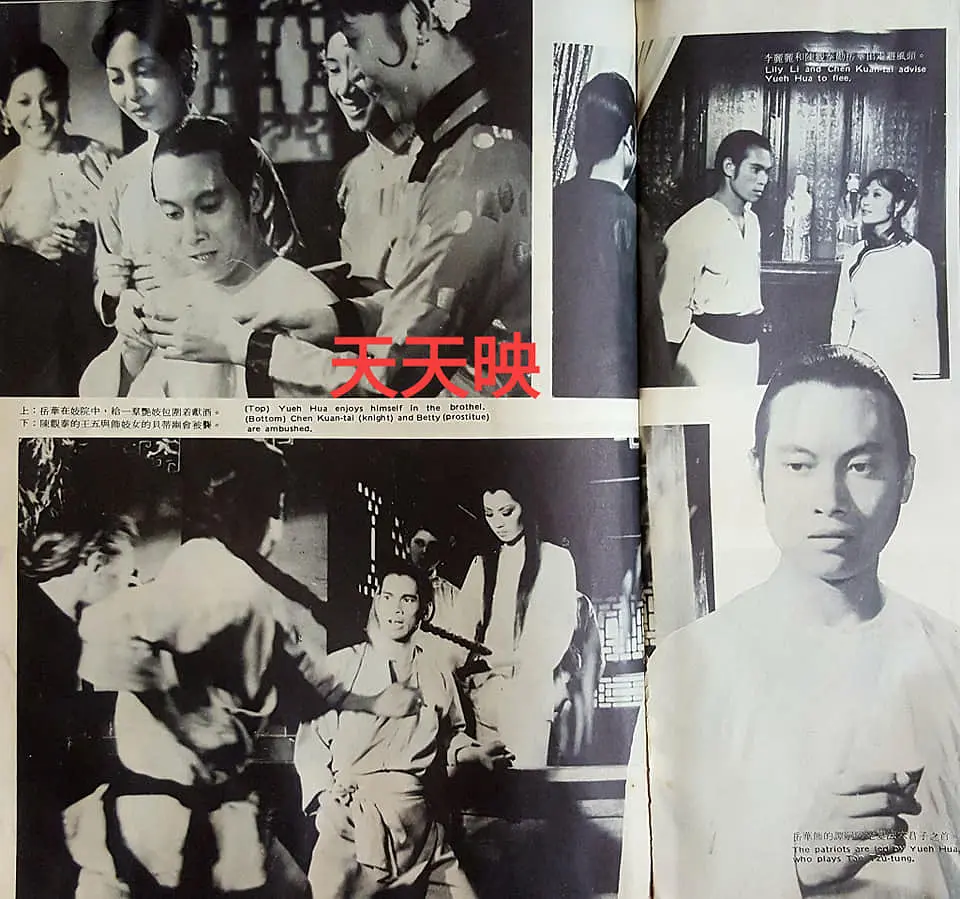 天天映
上：岳華在妓院中，給一羣艷妓包圍着獻酒。
下：陳觀泰的王五與飾妓女的貝蒂幽會被襲。
(Top) Yueh Hua enjoys himself in the brothel.
(Bottom) Chen Kuan-tai (knight) and Betty (prostitue)
are ambushed.
李麗麗和陳觀泰勸岳華出走避風頭。
Lily Li and Chen Kuan-tai advise
Yueh Hua to flee.
岳華飾的譚嗣同 六君子之首。
The patriots are led by Yueh Hua,
who plays Tan Tzu-tung.